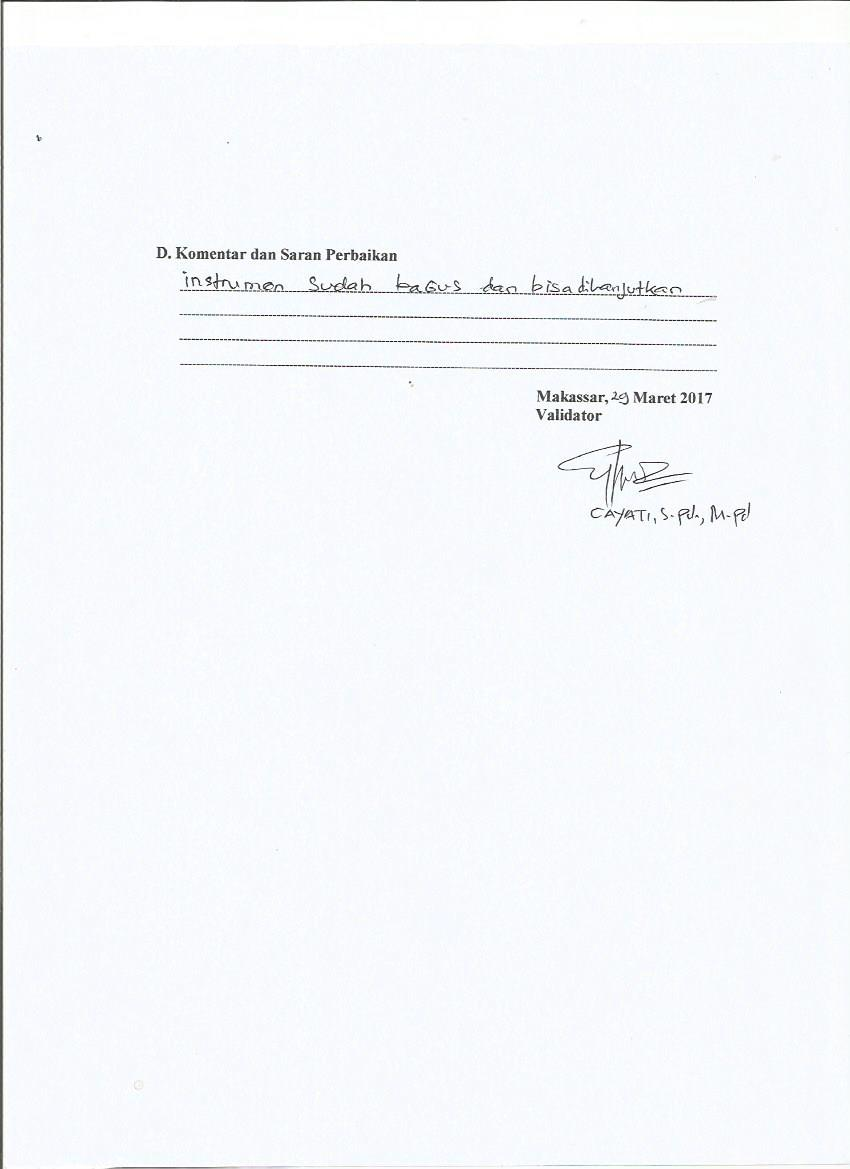 D. Komentar dan Saran Perbaikan
instrumen sudah bagus dan bisa dilanjutkan
Makassar, 29 Maret 2017
Validator
CAYATI, S.pd., M.pd